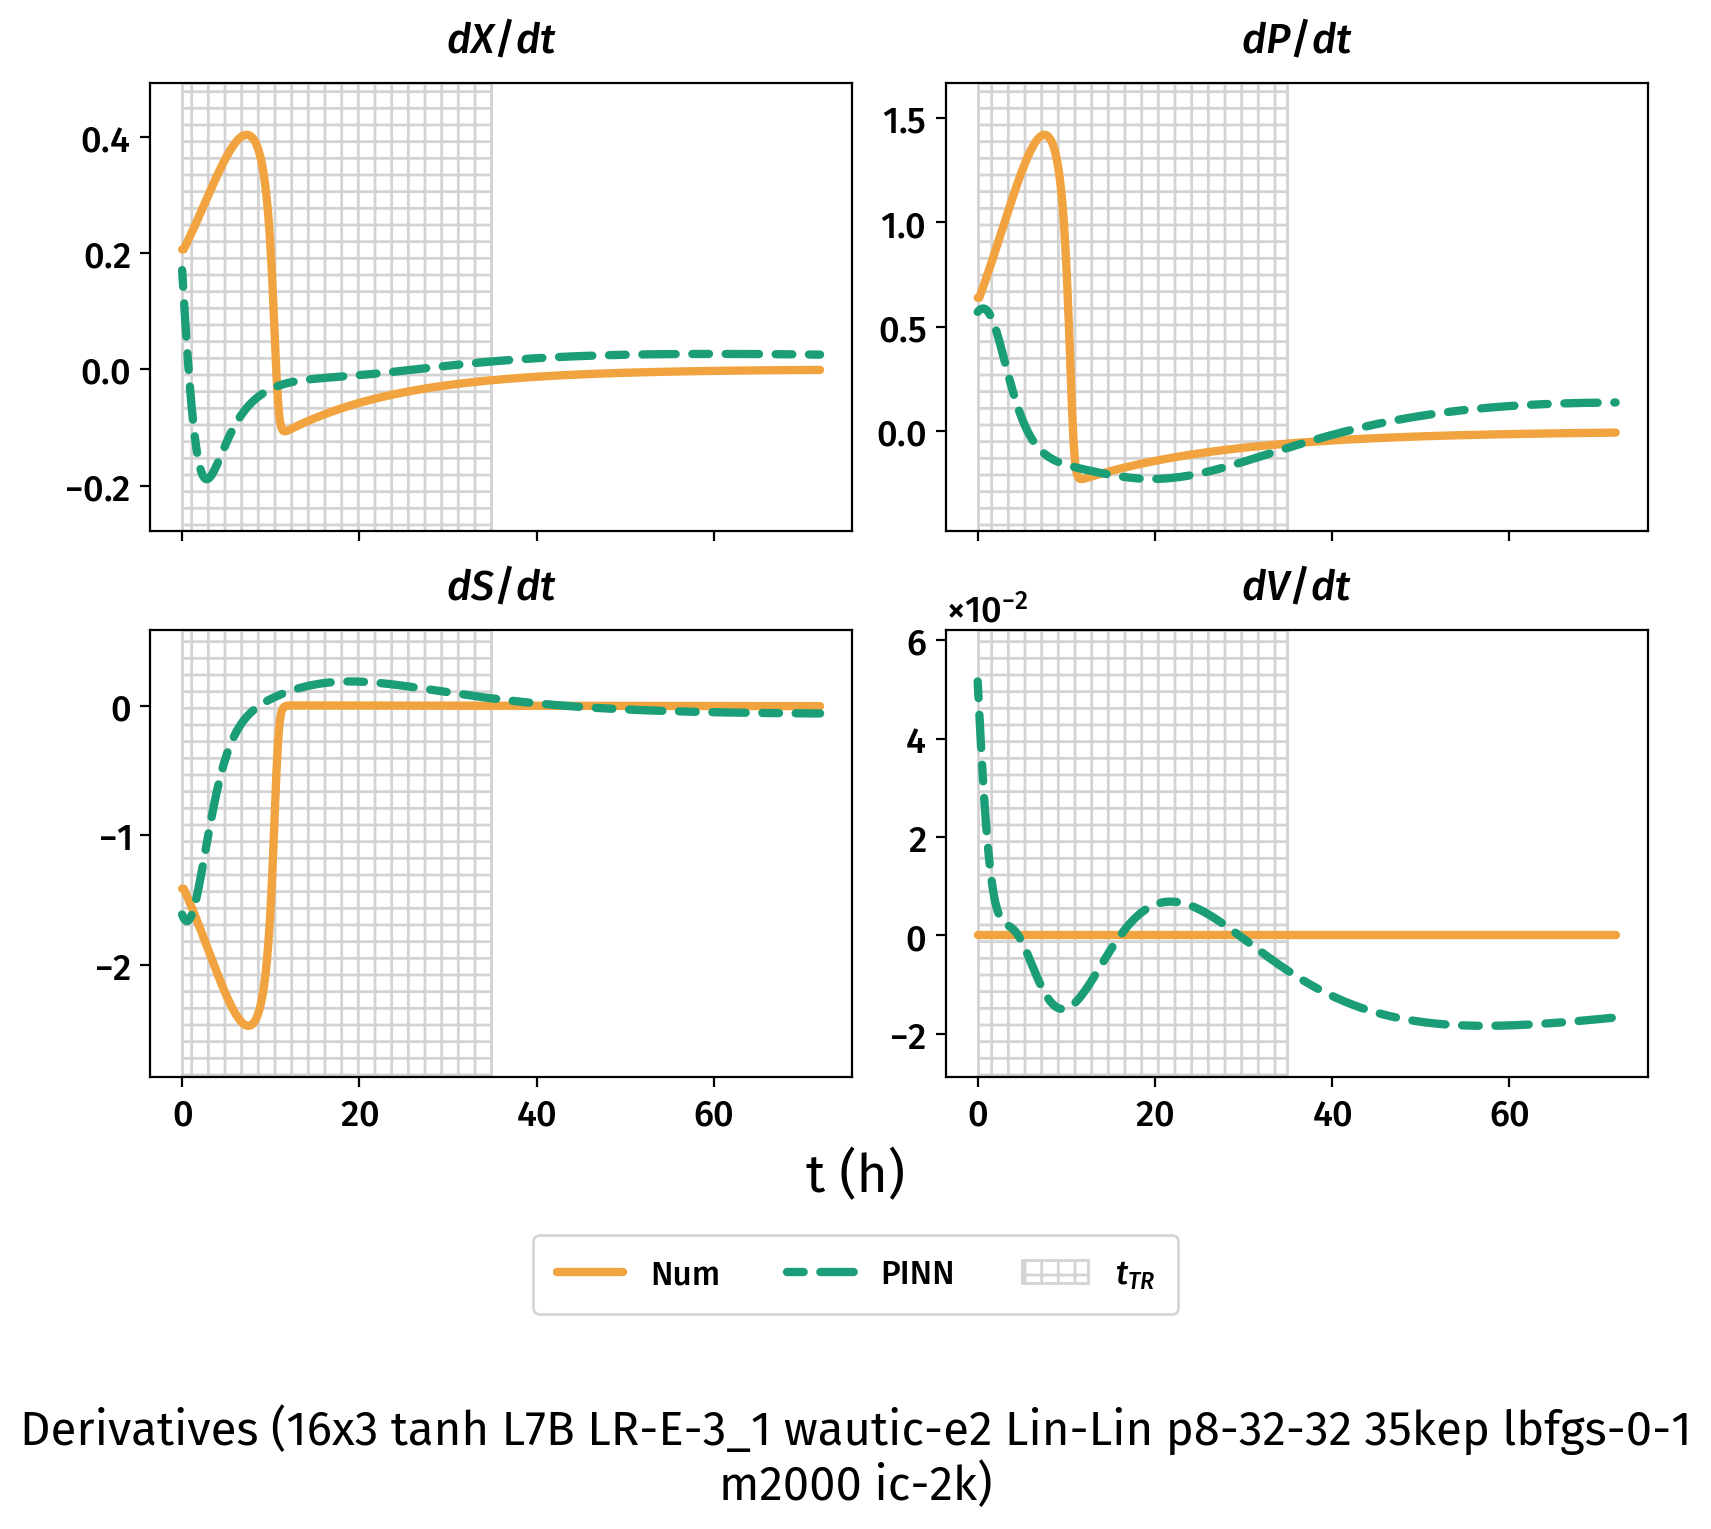 dX/dt
dP/dt
0.4
0.2
0.0
−0.2
1.5
1.0
0.5
0.0
dS/dt
dV/dt
×10⁻²
0
−1
−2
6
4
2
0
−2
0 20 40 60
0 20 40 60
t (h)
Num PINN t_TR
Derivatives (16x3 tanh L7B LR-E-3_1 wautic-e2 Lin-Lin p8-32-32 35kep lbfgs-0-1
m2000 ic-2k)